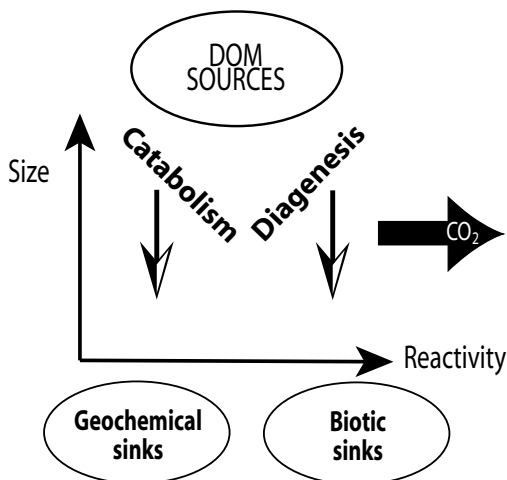 DOM
SOURCES
Catabolism
Diagenesis
Size
CO₂
Reactivity
Geochemical
sinks
Biotic
sinks